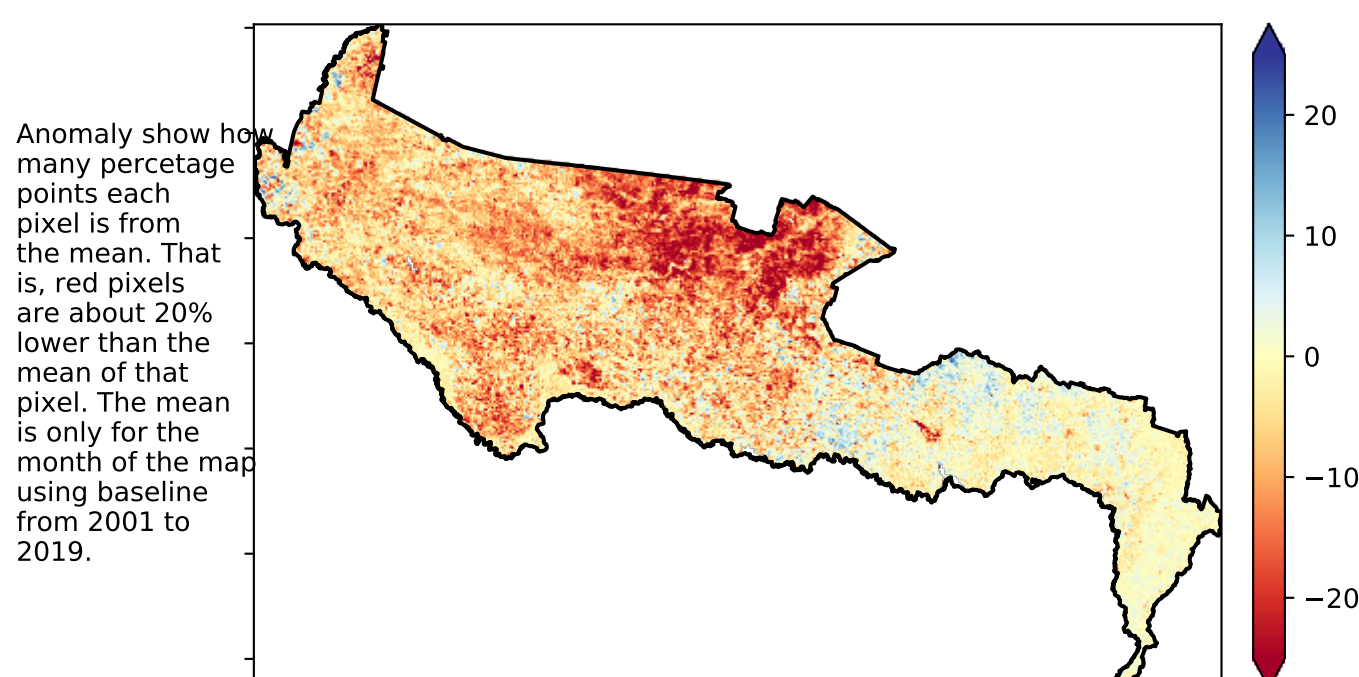 Anomaly show how
many percetage
points each
pixel is from
the mean. That
is, red pixels
are about 20%
lower than the
mean of that
pixel. The mean
is only for the
month of the map
using baseline
from 2001 to
2019.
20
10
0
−10
−20